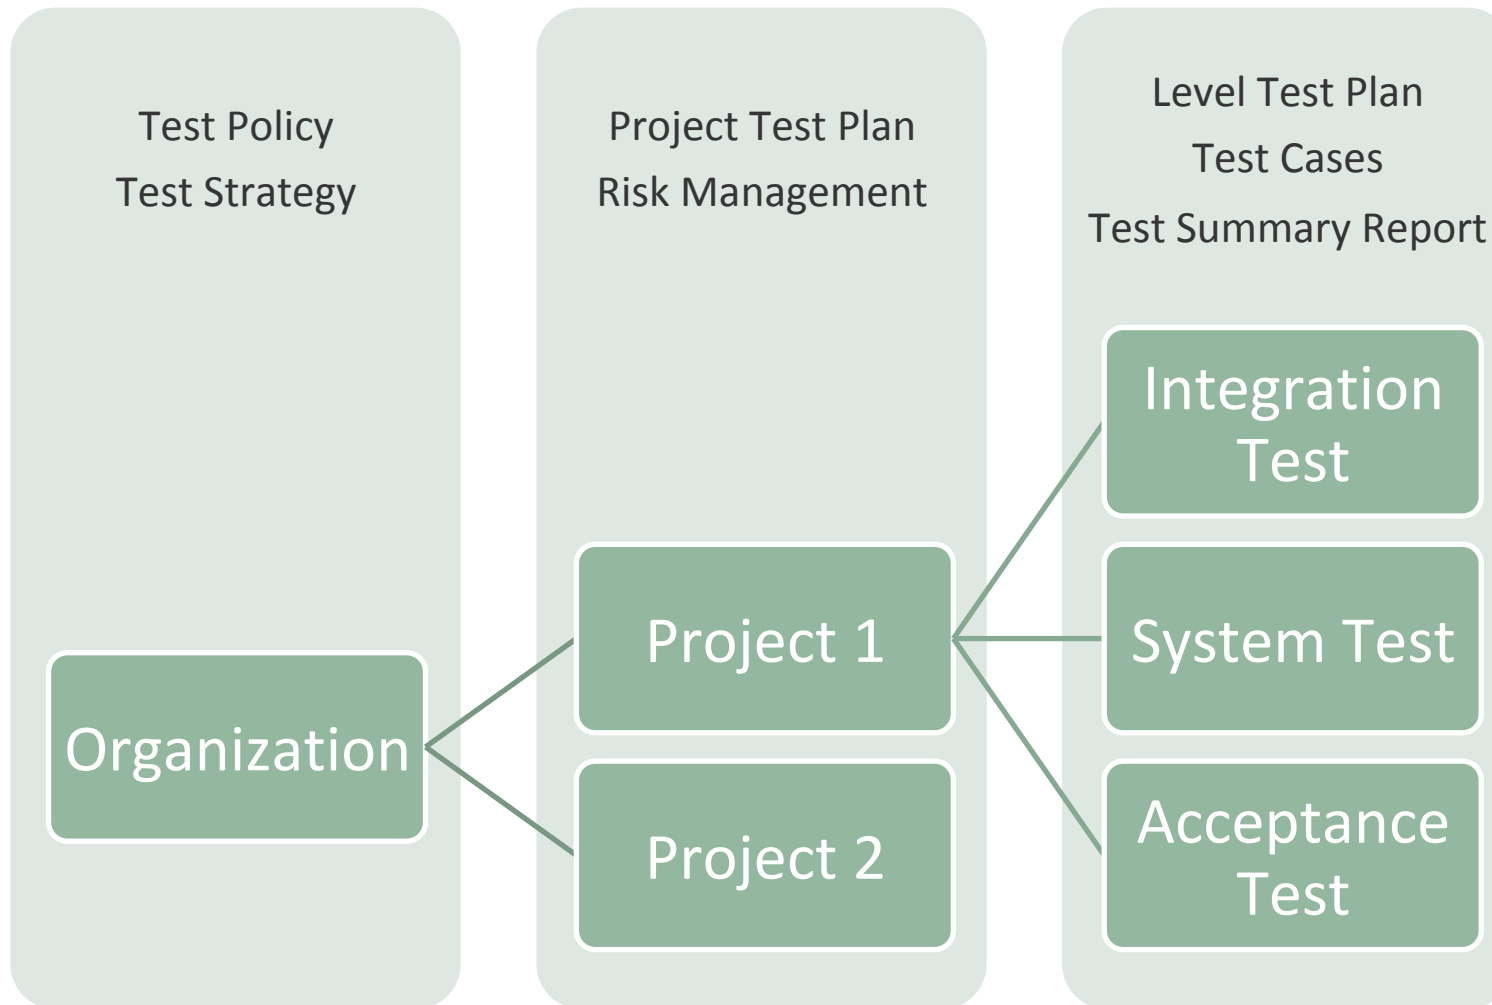 Test Policy
Test Strategy
Project Test Plan
Risk Management
Level Test Plan
Test Cases
Test Summary Report
Organization
Project 1
Project 2
Integration
Test
System Test
Acceptance
Test